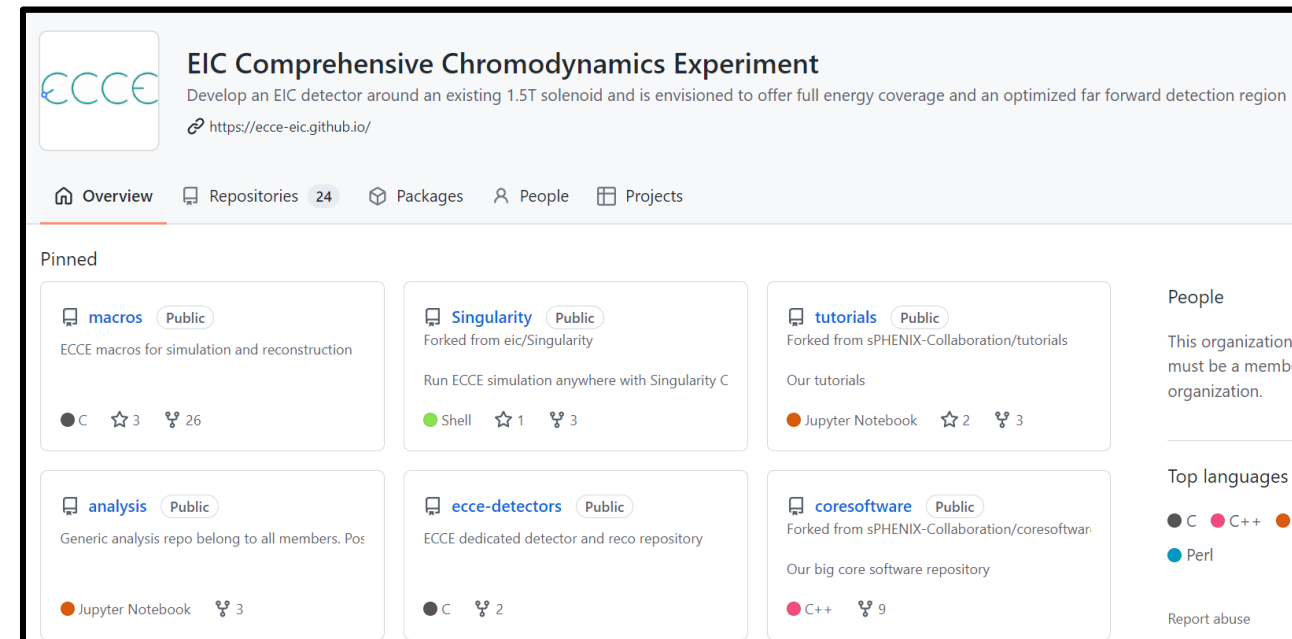 ECCE
EIC Comprehensive Chromodynamics Experiment
Develop an EIC detector around an existing 1.5T solenoid and is envisioned to offer full energy coverage and an optimized far forward detection region
https://ecce-eic.github.io/
Overview Repositories 24 Packages People Projects
Pinned
macros Public
ECCE macros for simulation and reconstruction
C 3 26
Singularity Public
Forked from eic/Singularity
Run ECCE simulation anywhere with Singularity C
Shell 1 3
tutorials Public
Forked from sPHENIX-Collaboration/tutorials
Our tutorials
Jupyter Notebook 2 3
analysis Public
Generic analysis repo belong to all members. Pos
Jupyter Notebook 3
ecce-detectors Public
ECCE dedicated detector and reco repository
C 2
coresoftware Public
Forked from sPHENIX-Collaboration/coresoftwar
Our big core software repository
C++ 9
People
This organization
must be a memb
organization.
Top languages
C C++
Perl
Report abuse